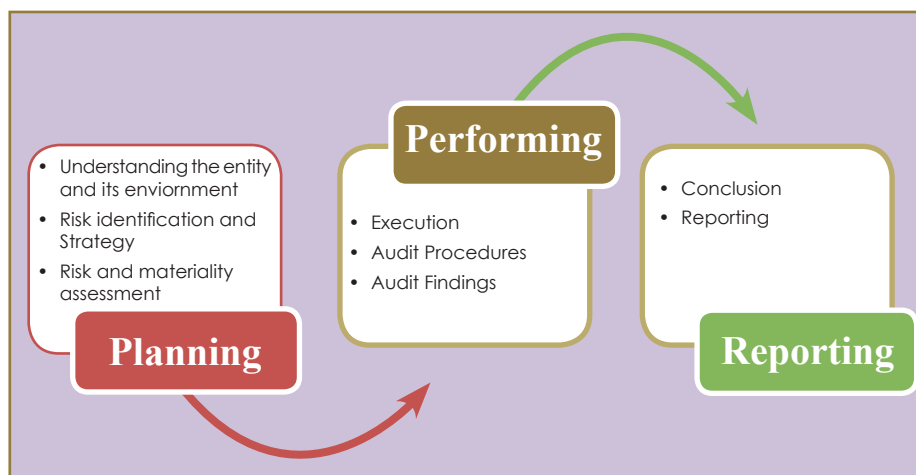 • Understanding the entity
and its enviornment
• Risk identification and
Strategy
• Risk and materiality
assessment
Planning
Performing
• Execution
• Audit Procedures
• Audit Findings
• Conclusion
• Reporting
Reporting